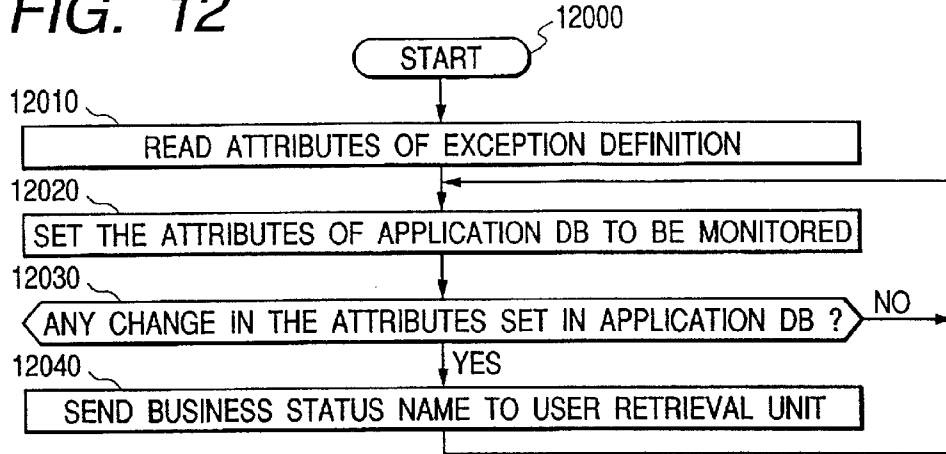 FIG. 12
12000
START
12010
READ ATTRIBUTES OF EXCEPTION DEFINITION
12020
SET THE ATTRIBUTES OF APPLICATION DB TO BE MONITORED
12030
ANY CHANGE IN THE ATTRIBUTES SET IN APPLICATION DB ?
NO
YES
12040
SEND BUSINESS STATUS NAME TO USER RETRIEVAL UNIT